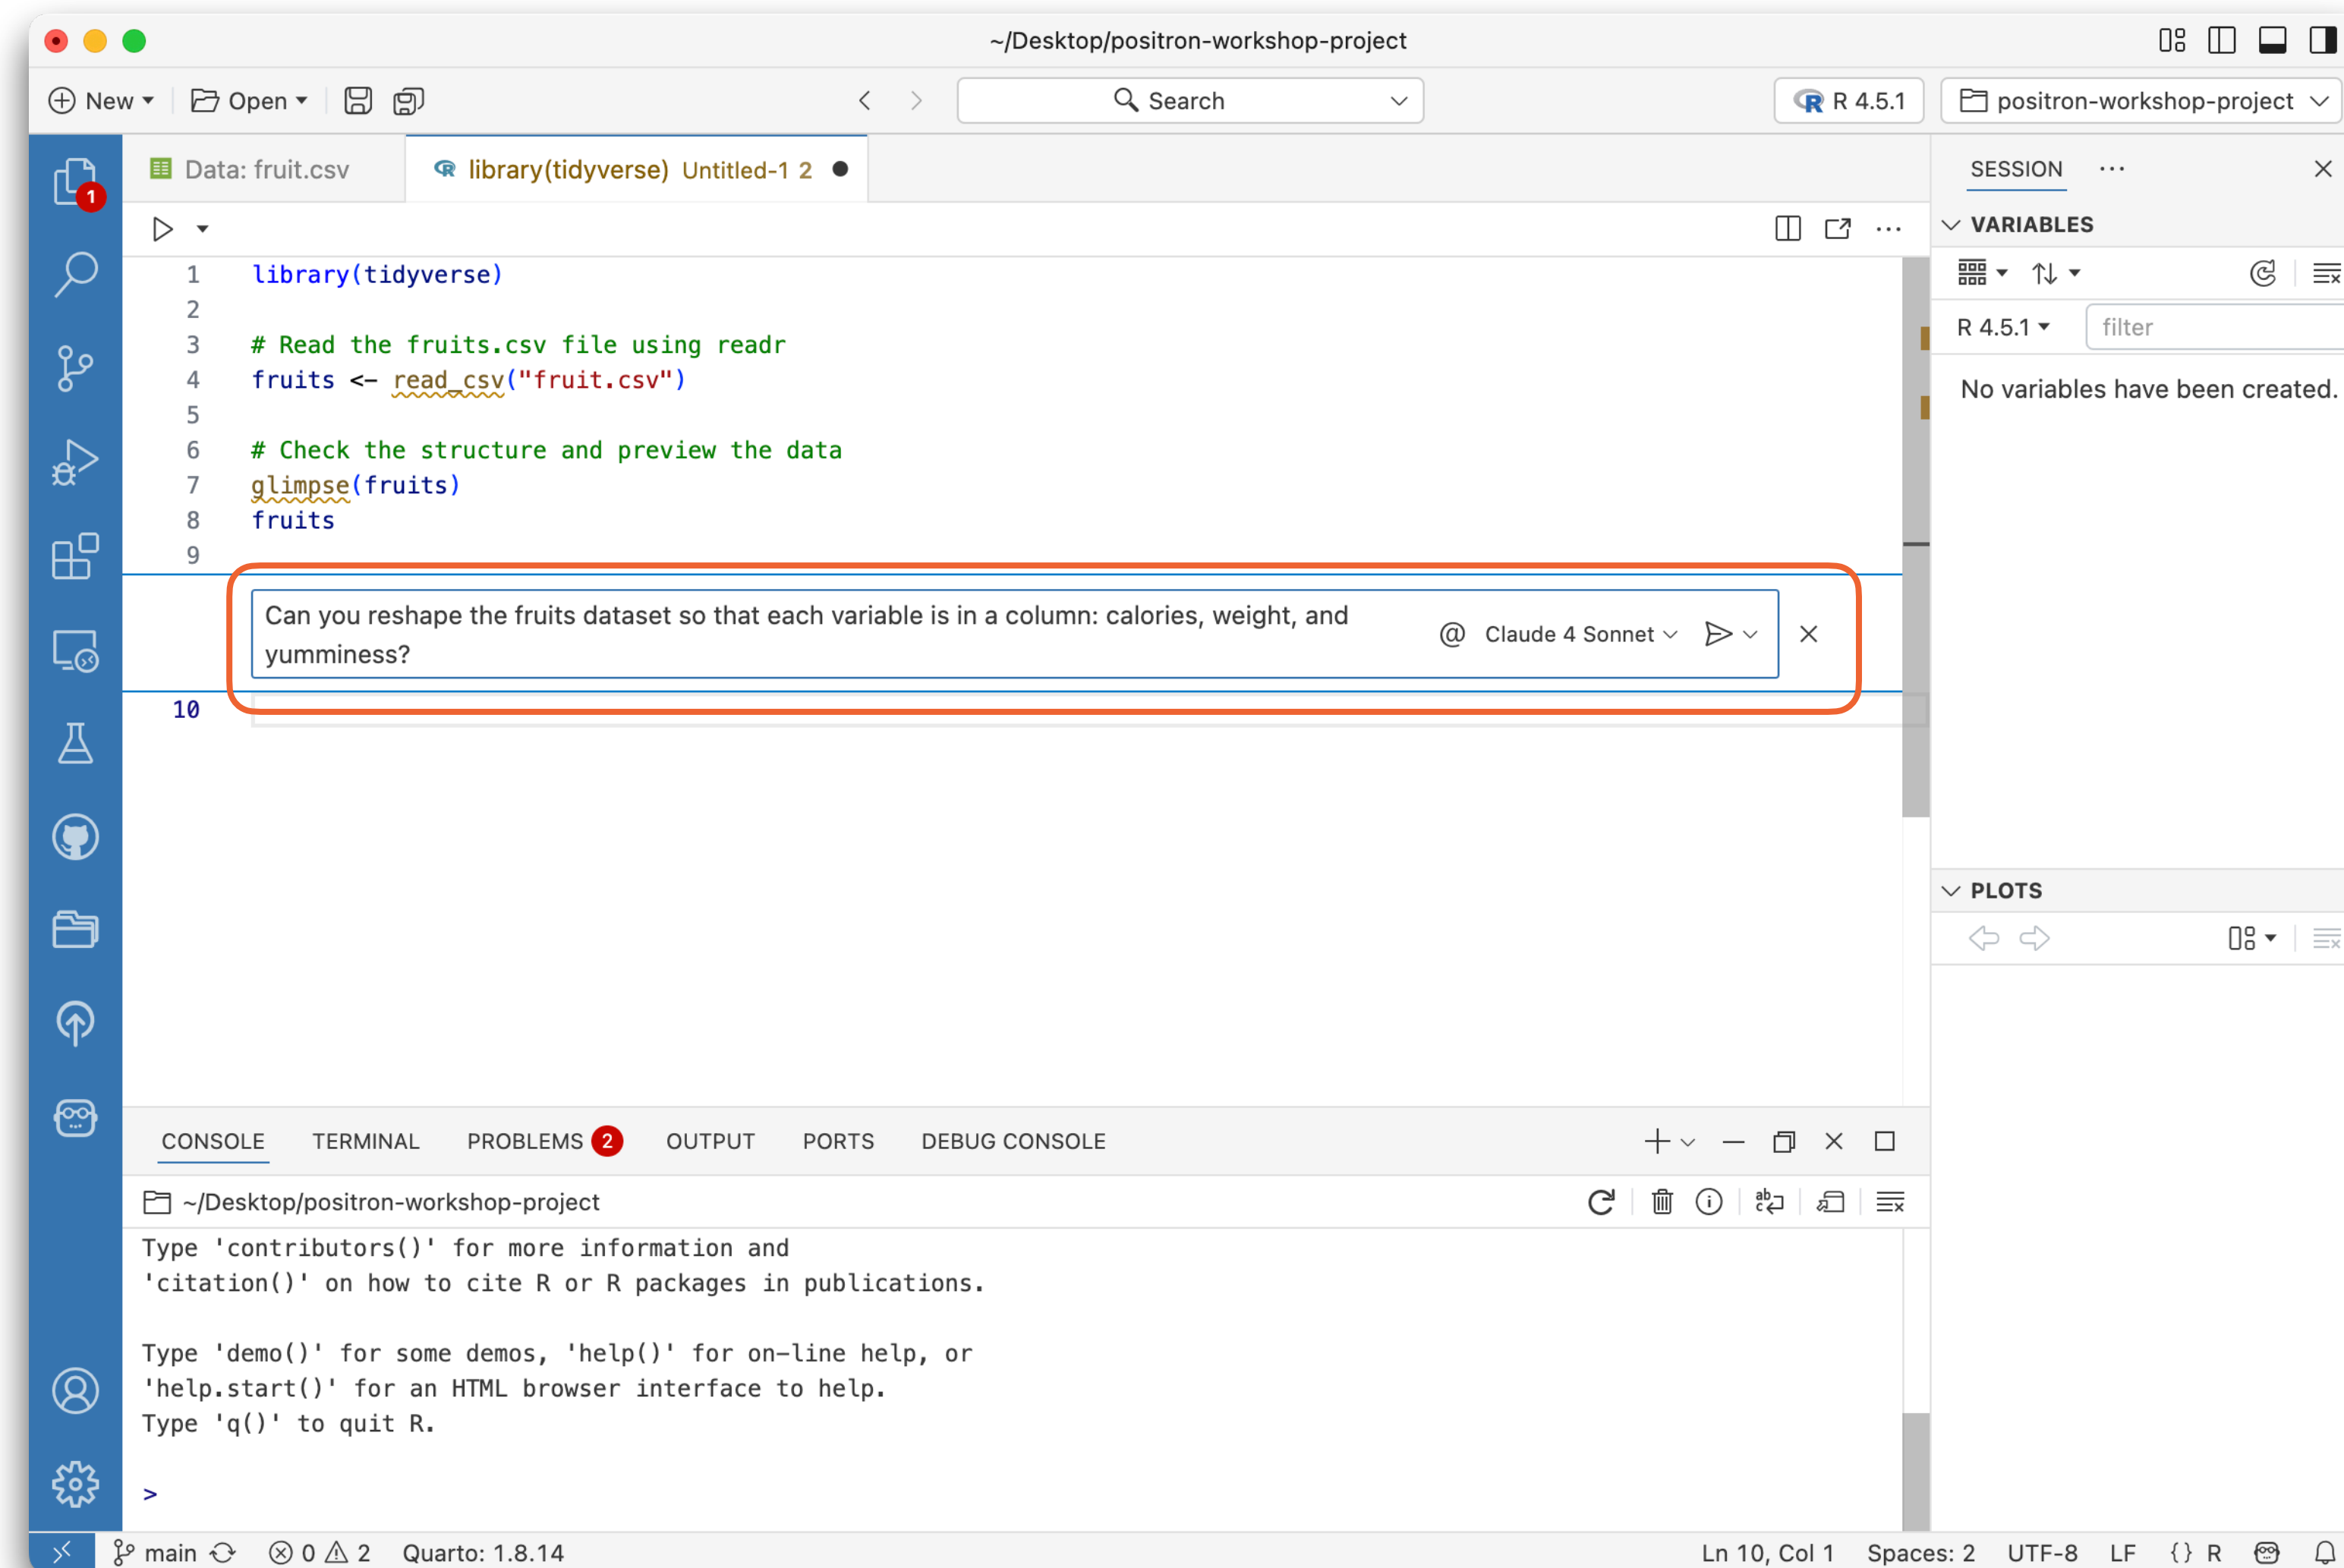 ~/Desktop/positron-workshop-project
New Open Search R 4.5.1 positron-workshop-project
1
Data: fruit.csv library(tidyverse) Untitled-1 2
1 library(tidyverse)
2
3 # Read the fruits.csv file using readr
4 fruits <- read_csv("fruit.csv")
5
6 # Check the structure and preview the data
7 glimpse(fruits)
8 fruits
9
Can you reshape the fruits dataset so that each variable is in a column: calories, weight, and
yumminess?
@ Claude 4 Sonnet
10
SESSION ...
VARIABLES
R 4.5.1 filter
No variables have been created.
PLOTS
CONSOLE TERMINAL PROBLEMS 2 OUTPUT PORTS DEBUG CONSOLE
~/Desktop/positron-workshop-project
Type 'contributors()' for more information and
'citation()' on how to cite R or R packages in publications.
Type 'demo()' for some demos, 'help()' for on-line help, or
'help.start()' for an HTML browser interface to help.
Type 'q()' to quit R.
>
main 0 2 Quarto: 1.8.14 Ln 10, Col 1 Spaces: 2 UTF-8 LF {} R